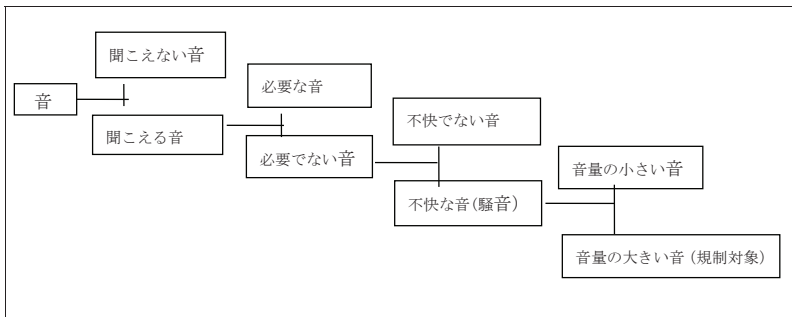 聞こえない音
音
必要な音
聞こえる音
不快でない音
必要でない音
音量の小さい音
不快な音(騒音)
音量の大きい音(規制対象)